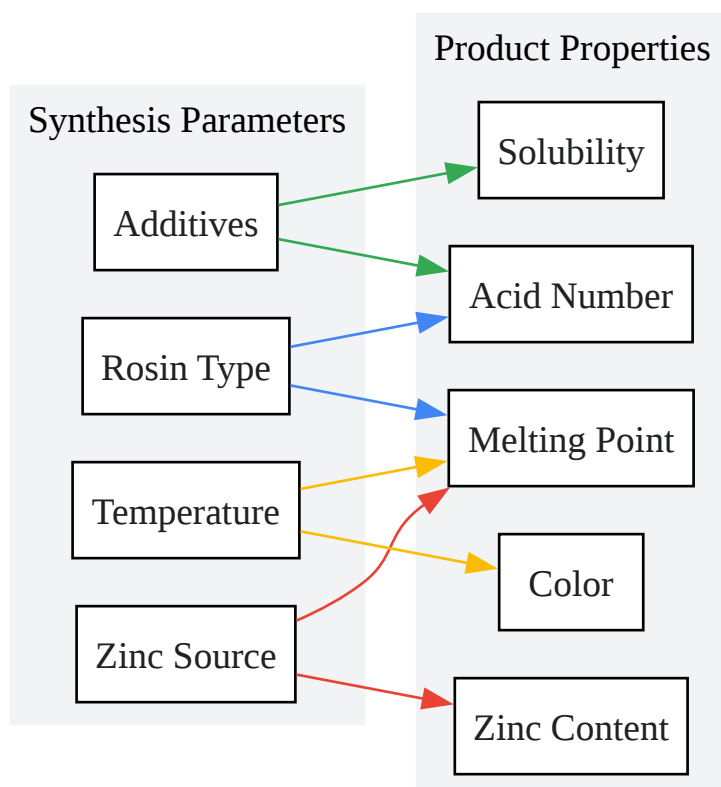 Product Properties
Synthesis Parameters
Solubility
Additives
Acid Number
Rosin Type
Melting Point
Temperature
Color
Zinc Source
Zinc Content